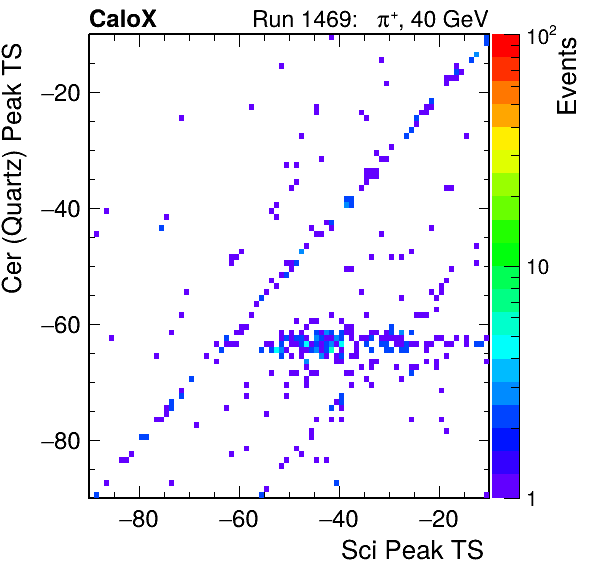 CaloX Run 1469: π⁺, 40 GeV
Cer (Quartz) Peak TS
−20
−40
−60
−80
−80 −60 −40 −20
Sci Peak TS
10²
10
1
Events